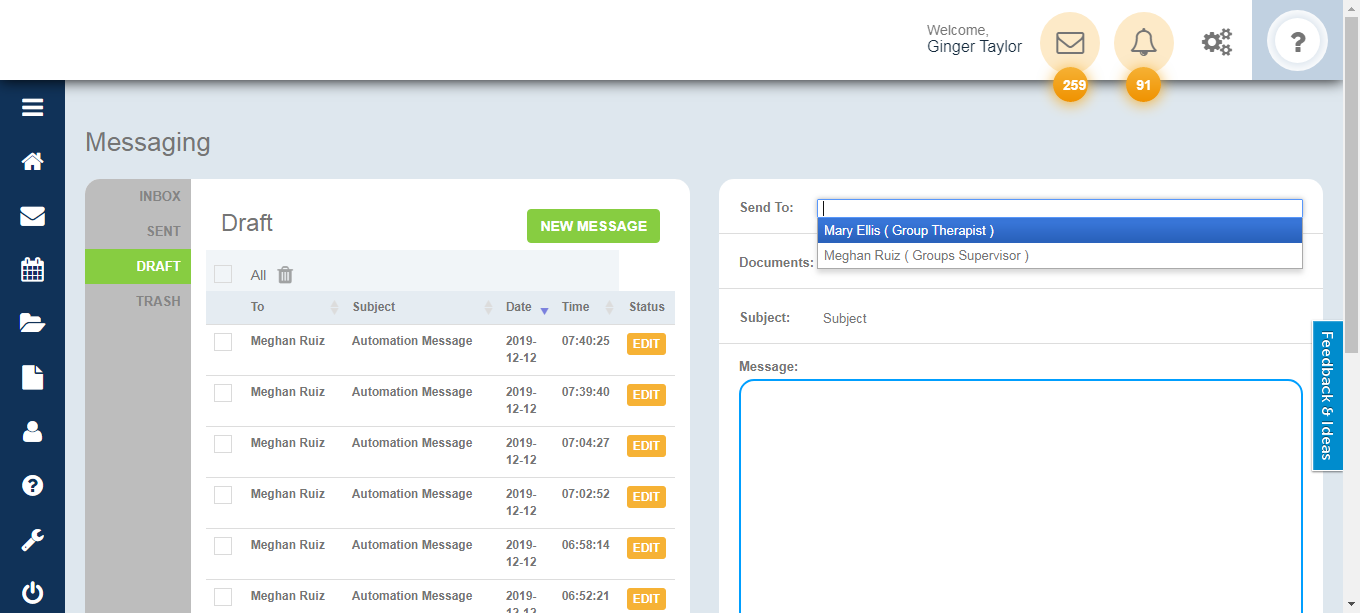 Welcome,
Ginger Taylor
259
91
?
Messaging
INBOX
SENT
DRAFT
TRASH
Draft
NEW MESSAGE
All
To Subject Date Time Status
Meghan Ruiz Automation Message 2019-12-12 07:40:25 EDIT
Meghan Ruiz Automation Message 2019-12-12 07:39:40 EDIT
Meghan Ruiz Automation Message 2019-12-12 07:04:27 EDIT
Meghan Ruiz Automation Message 2019-12-12 07:02:52 EDIT
Meghan Ruiz Automation Message 2019-12-12 06:58:14 EDIT
Meghan Ruiz Automation Message 2019-12-12 06:52:21 EDIT
Send To:
Mary Ellis ( Group Therapist )
Meghan Ruiz ( Groups Supervisor )
Documents:
Subject: Subject
Message:
Feedback & Ideas